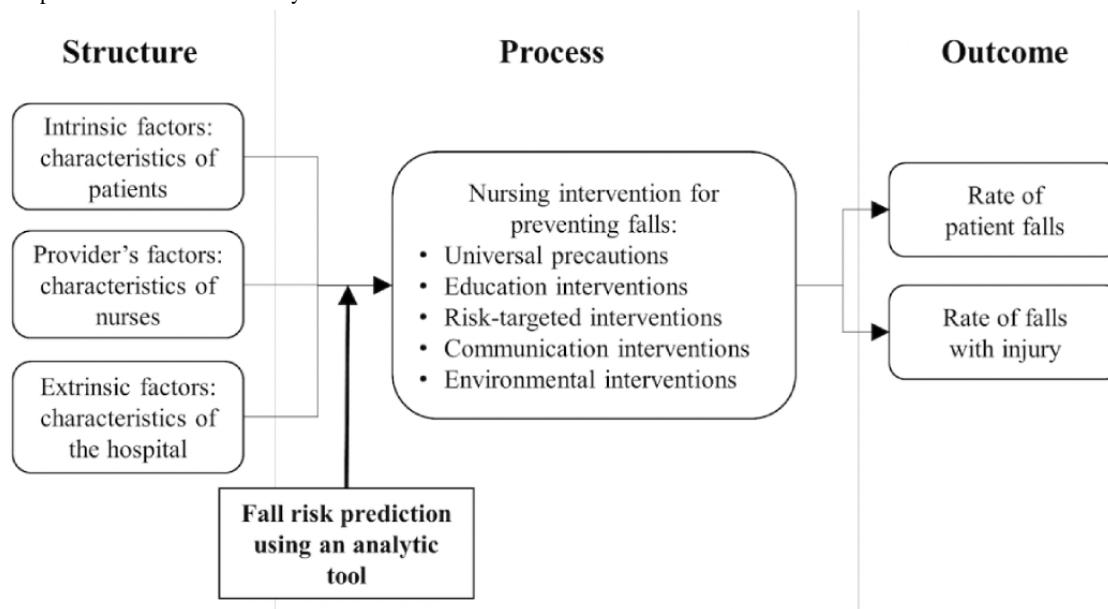 Structure
Process
Outcome
Intrinsic factors:
characteristics of
patients
Provider's factors:
characteristics of
nurses
Extrinsic factors:
characteristics of
the hospital
Fall risk prediction
using an analytic
tool
Nursing intervention for
preventing falls:
• Universal precautions
• Education interventions
• Risk-targeted interventions
• Communication interventions
• Environmental interventions
Rate of
patient falls
Rate of falls
with injury